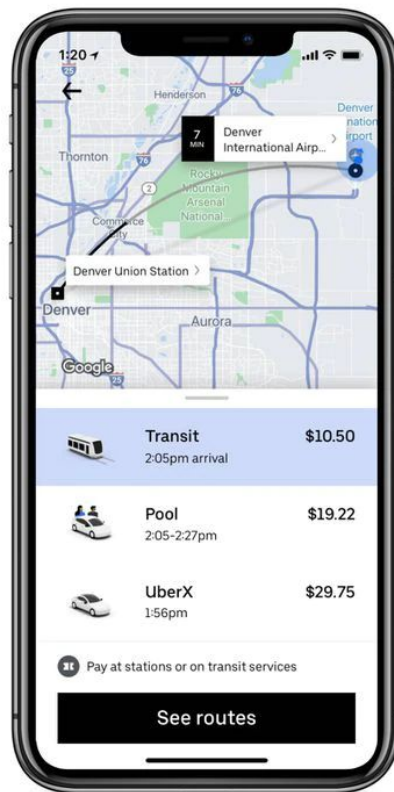 1:20
25
Henderson
76
Denver
7
MIN
Denver
International Airp...
Thornton
76
Rocky
Mountain
Arsenal
National...
2
Commerce
City
Denver Union Station
Denver
Aurora
Google
25
Transit
$10.50
2:05pm arrival
Pool
$19.22
2:05-2:27pm
UberX
$29.75
1:56pm
Pay at stations or on transit services
See routes